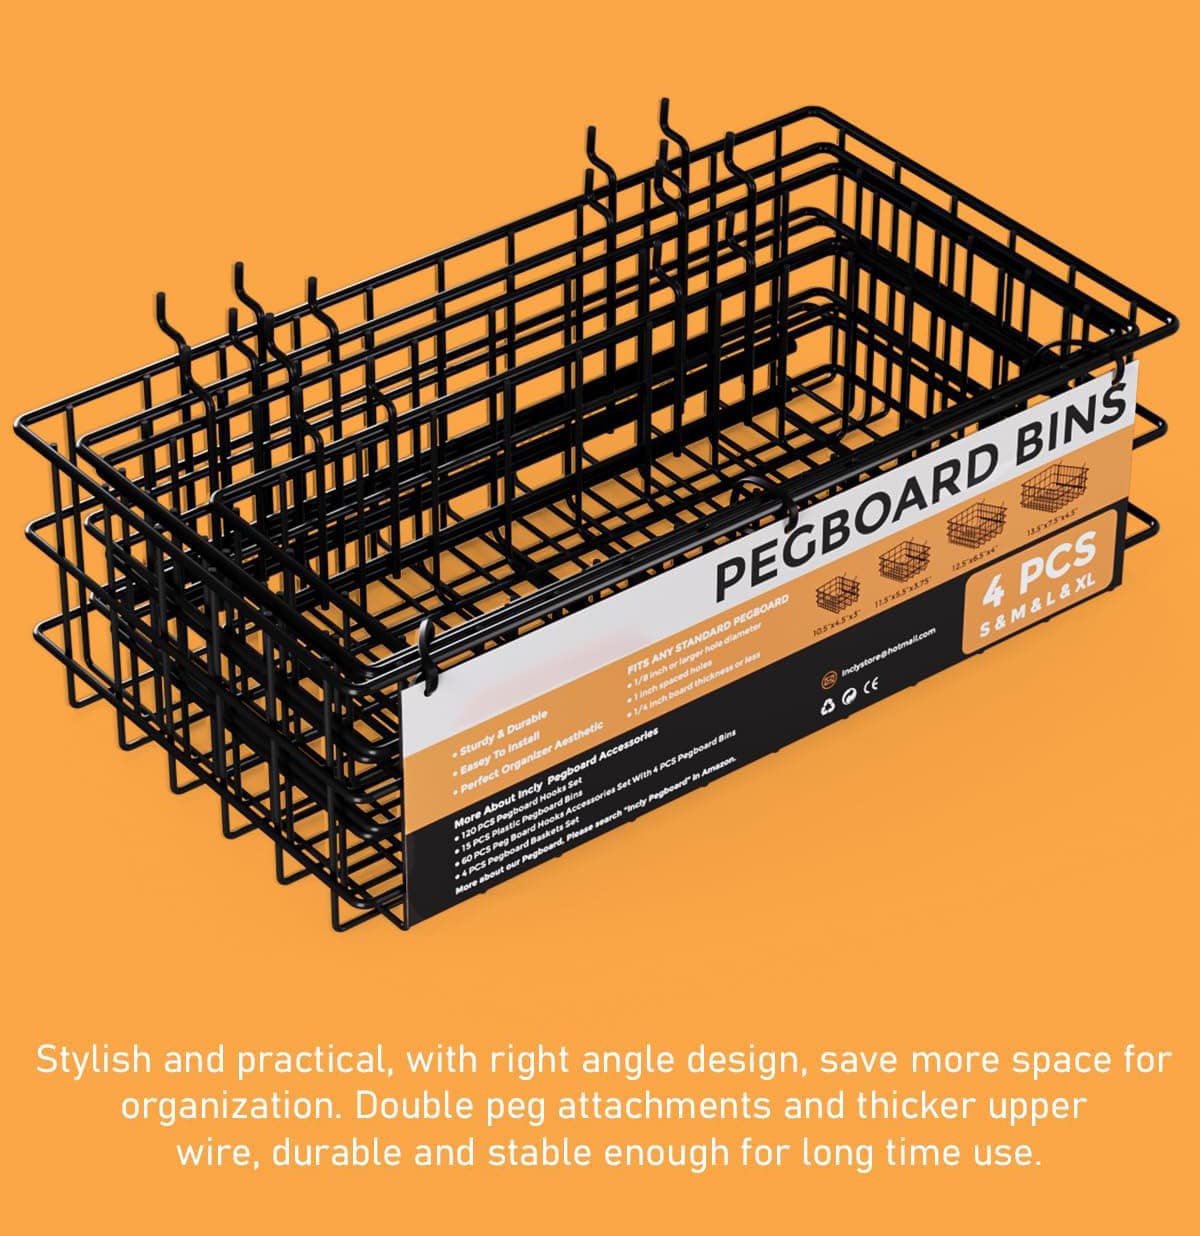 PEGBOARD BINS
10.5"x4.5"x3"
11.5"x5.5"x3.75"
12.5"x6.5"x4"
13.5"x7.5"x4.5"
• Sturdy & Durable
• Easey To Install
• Perfect Organizer Aesthetic
FITS ANY STANDARD PEGBOARD
• 1/8 inch or larger hole diameter
• 1 inch spaced holes
• 1/4 inch board thickness or less
4 PCS
S & M & L & XL
More About Incly Pegboard Accessories
• 120 PCS Pegboard Hooks Set
• 15 PCS Plastic Pegboard Bins
• 60 PCS Peg Board Hooks Accessories Set With 4 PCS Pegboard Bins
• 4 PCS Pegboard Baskets Set
More about our Pegboard, Please search "Incly Pegboard" in Amazon.
Inclystore@hotmail.com
CE
Stylish and practical, with right angle design, save more space for
organization. Double peg attachments and thicker upper
wire, durable and stable enough for long time use.